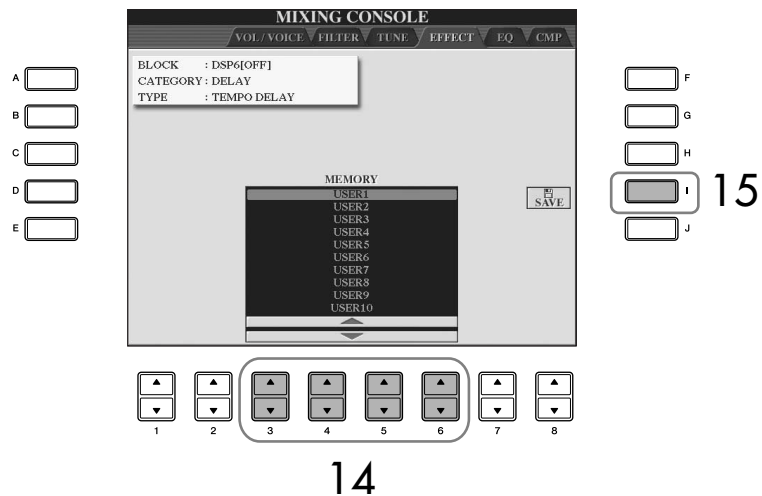 MIXING CONSOLE
VOL / VOICE FILTER TUNE EFFECT EQ CMP
BLOCK : DSP6[OFF]
CATEGORY : DELAY
TYPE : TEMPO DELAY
A
B
C
D
E
F
G
H
I
J
15
MEMORY
USER1
USER2
USER3
USER4
USER5
USER6
USER7
USER8
USER9
USER10
SAVE
1 2 3 4 5 6 7 8
14